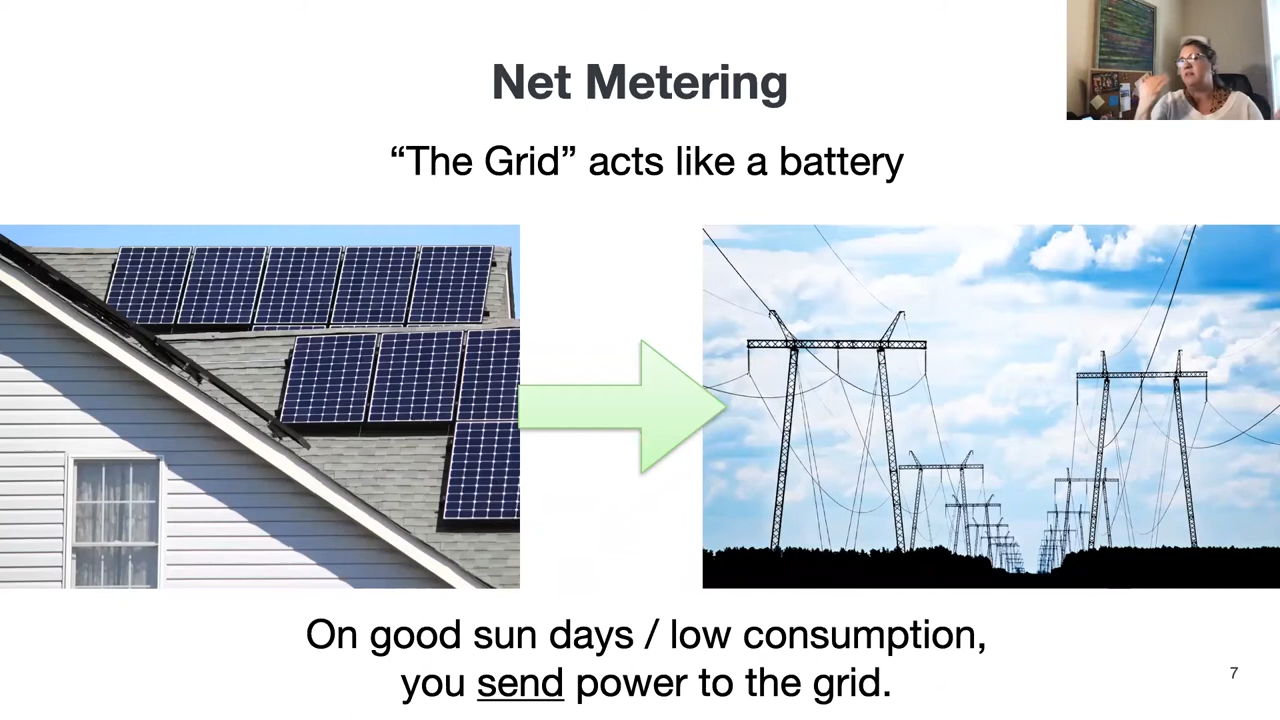 Net Metering
“The Grid” acts like a battery
On good sun days / low consumption,
you send power to the grid.
7